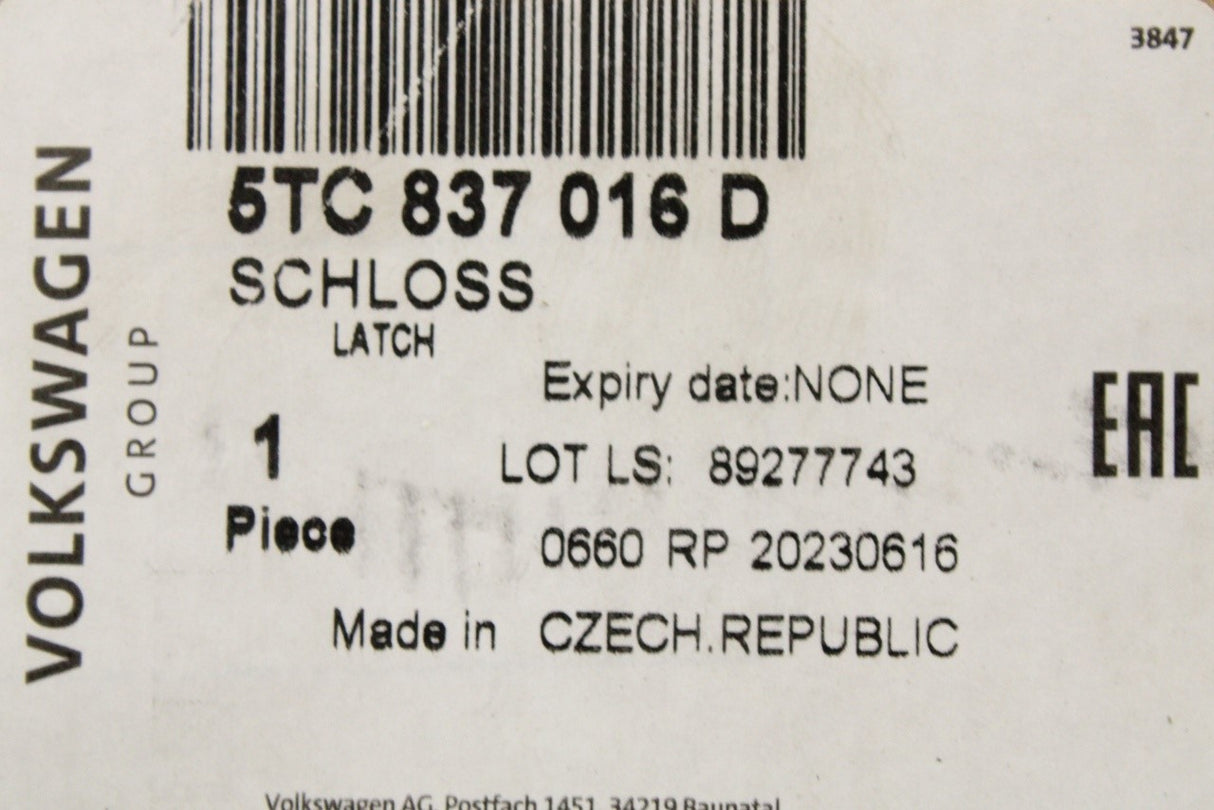 3847
VOLKSWAGEN
GROUP
5TC 837 016 D
SCHLOSS
LATCH
Expiry date:NONE
EAC
1
LOT LS: 89277743
Piece
0660 RP 20230616
Made in CZECH.REPUBLIC
Volkswagen AG, Postfach 1451, 34219 Baunatal